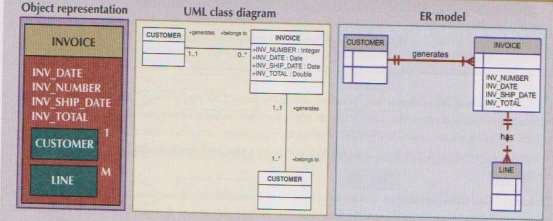 Object representation
INVOICE
INV_DATE
INV_NUMBER
INV_SHIP_DATE
INV_TOTAL
1
CUSTOMER
M
LINE
UML class diagram
CUSTOMER
+generates
+belongs to
1..1
0..*
INVOICE
+INV_NUMBER : Integer
+INV_DATE : Date
+INV_SHIP_DATE : Date
+INV_TOTAL : Double
1..1
+generates
1..*
+belongs to
CUSTOMER
ER model
CUSTOMER
generates
INVOICE
INV_NUMBER
INV_DATE
INV_SHIP_DATE
INV_TOTAL
has
LINE